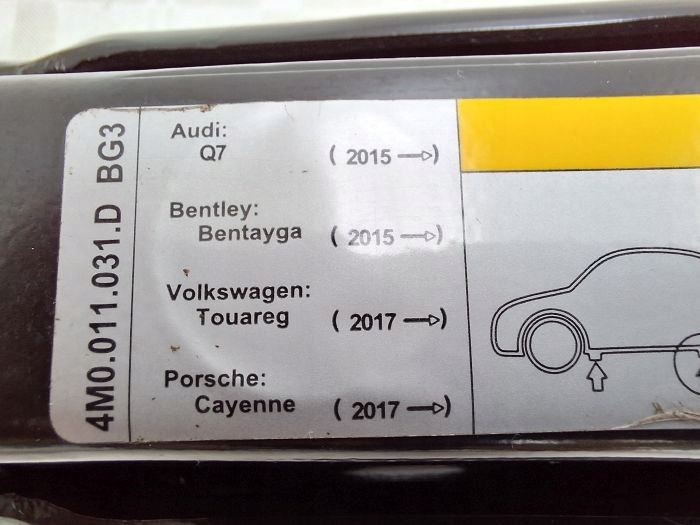 4M0.011.031.D BG3
Audi:
Q7 ( 2015 → )
Bentley:
Bentayga ( 2015 → )
Volkswagen:
Touareg ( 2017 → )
Porsche:
Cayenne ( 2017 → )